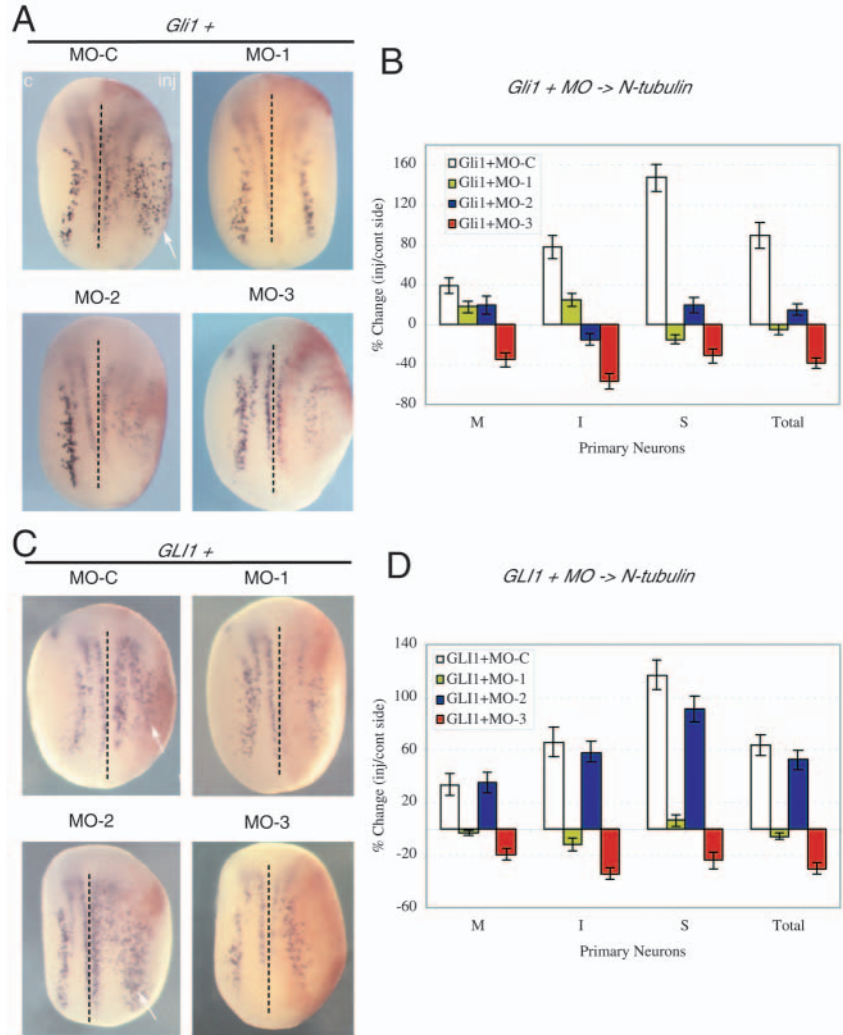 A
Gli1 +
MO-C
MO-1
c
inj
MO-2
MO-3
B
Gli1 + MO -> N-tubulin
160
120
80
40
0
-40
-80
% Change (inj/cont side)
Gli1+MO-C
Gli1+MO-1
Gli1+MO-2
Gli1+MO-3
M
I
S
Total
Primary Neurons
C
GLI1 +
MO-C
MO-1
MO-2
MO-3
D
GLI1 + MO -> N-tubulin
140
100
60
20
-20
-60
% Change (inj/cont side)
GLI1+MO-C
GLI1+MO-1
GLI1+MO-2
GLI1+MO-3
M
I
S
Total
Primary Neurons